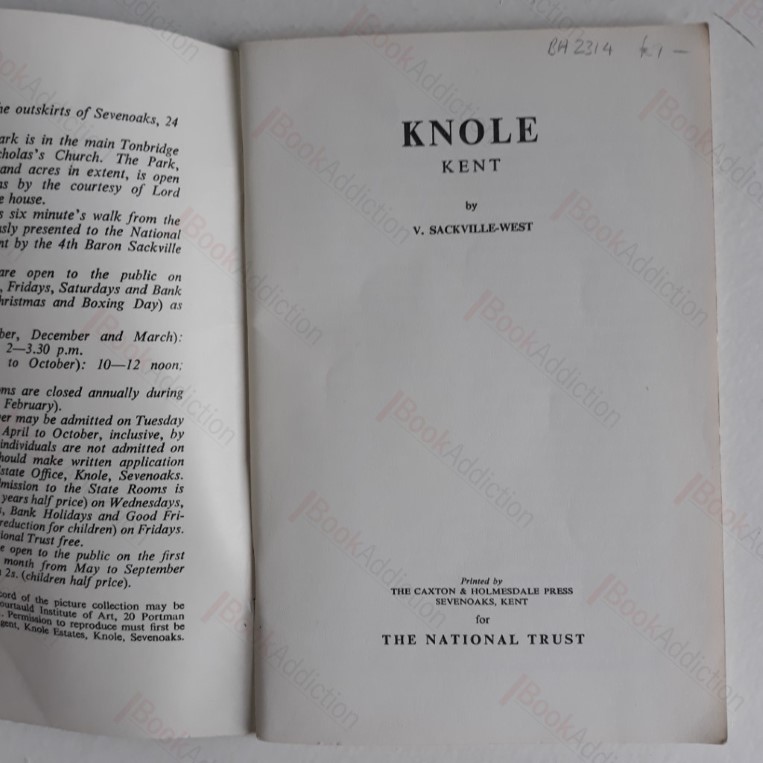 he outskirts of Sevenoaks, 24
ark is in the main Tonbridge
cholas's Church. The Park,
and acres in extent, is open
ns by the courtesy of Lord
e house.
s six minute's walk from the
sly presented to the National
nt by the 4th Baron Sackville
are open to the public on
, Fridays, Saturdays and Bank
hristmas and Boxing Day) as
ber, December and March):
2—3.30 p.m.
to October): 10—12 noon;
ms are closed annually during
February).
er may be admitted on Tuesday
April to October, inclusive, by
individuals are not admitted on
hould make written application
state Office, Knole, Sevenoaks.
mission to the State Rooms is
years half price) on Wednesdays,
s, Bank Holidays and Good Fri-
reduction for children) on Fridays.
ional Trust free.
e open to the public on the first
month from May to September
2s. (children half price).
cord of the picture collection may be
ourtauld Institute of Art, 20 Portman
. Permission to reproduce must first be
gent, Knole Estates, Knole, Sevenoaks.
BH 2314
KNOLE
KENT
by
V. SACKVILLE-WEST
Printed by
THE CAXTON & HOLMESDALE PRESS
SEVENOAKS, KENT
for
THE NATIONAL TRUST
BookAddiction